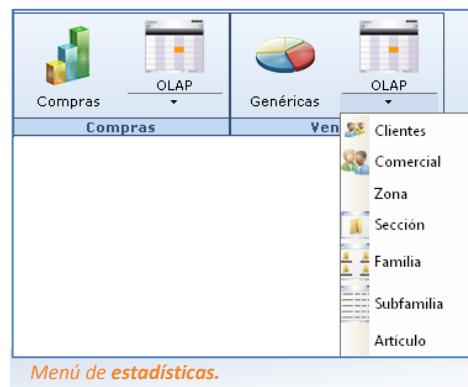 Compras
OLAP
Genéricas
OLAP
Compras
Ven
Clientes
Comercial
Zona
Sección
Familia
Subfamilia
Artículo
Menú de estadísticas.